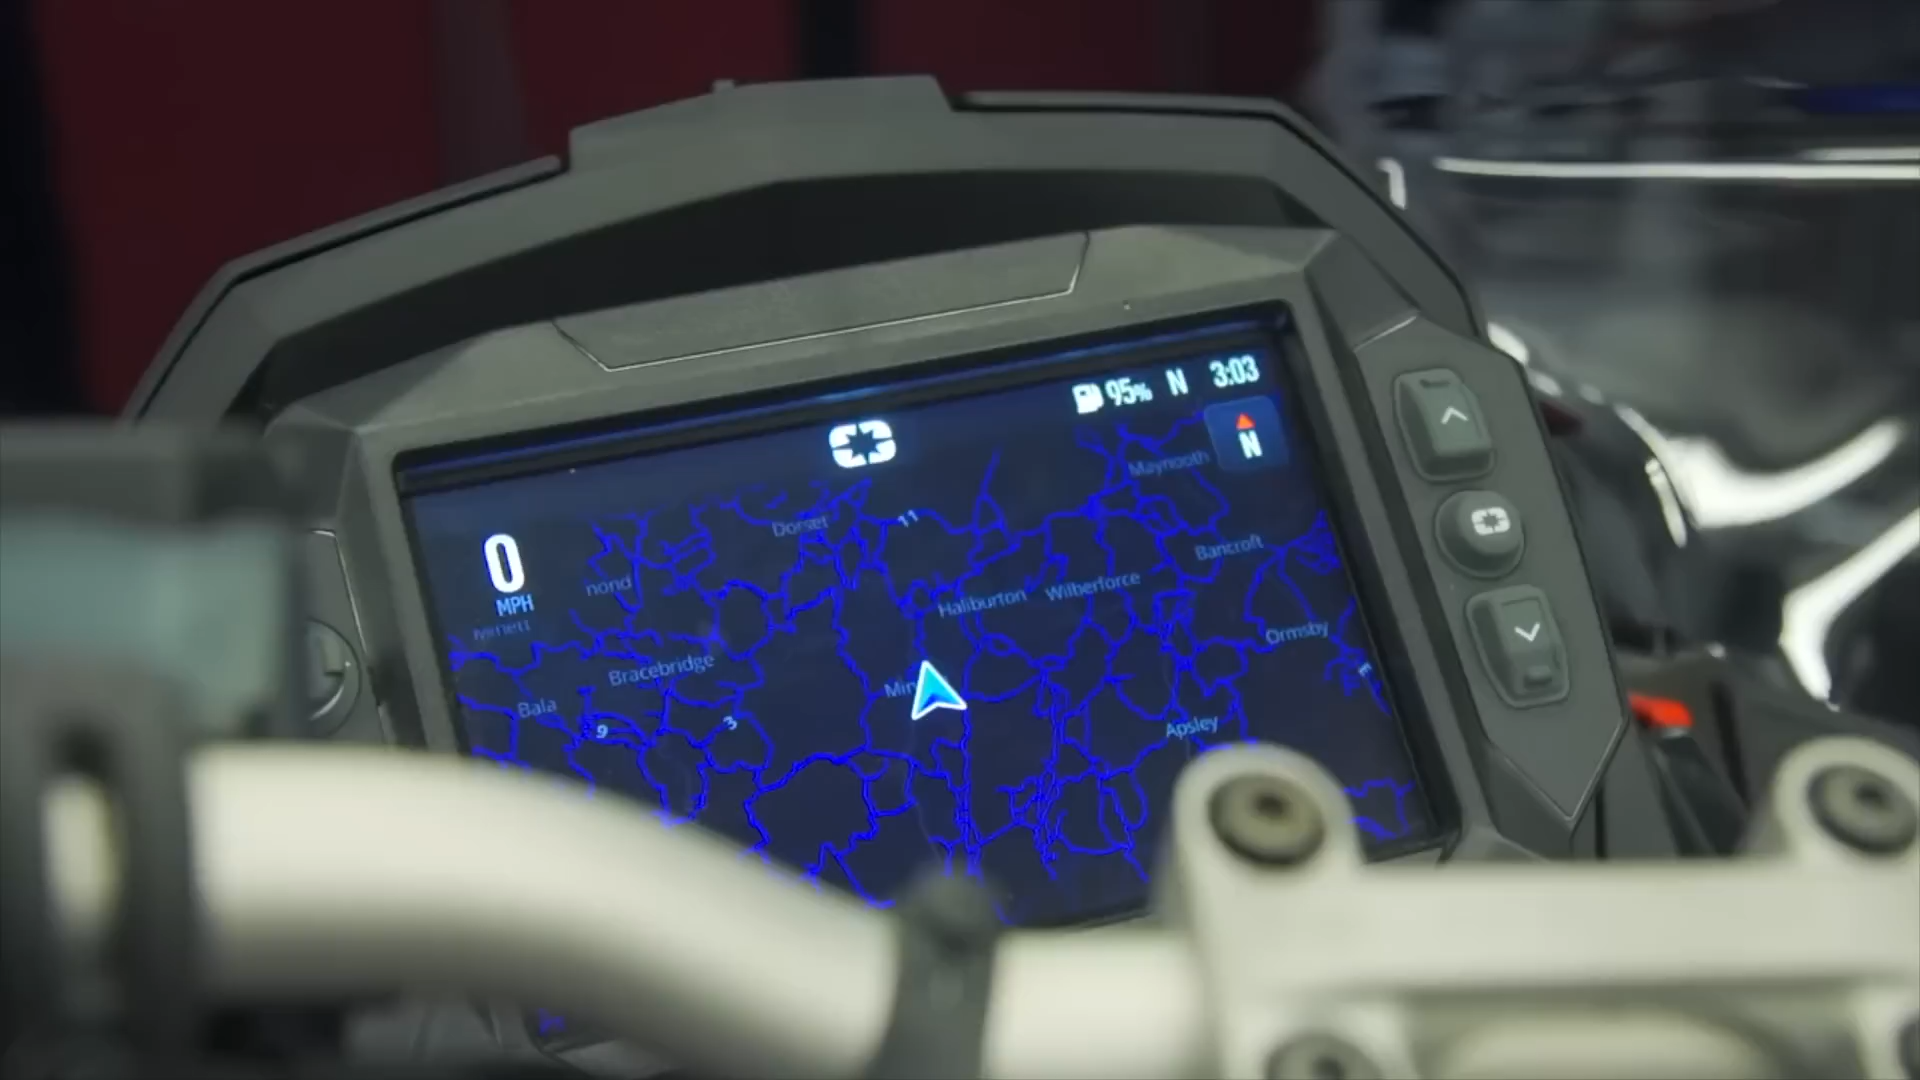 95% N 3:03
N
Maynooth
Dorset 11
0
MPH
Bancroft
Haliburton Wilberforce
Ormsby
Bracebridge
Bala
9
3
Apsley